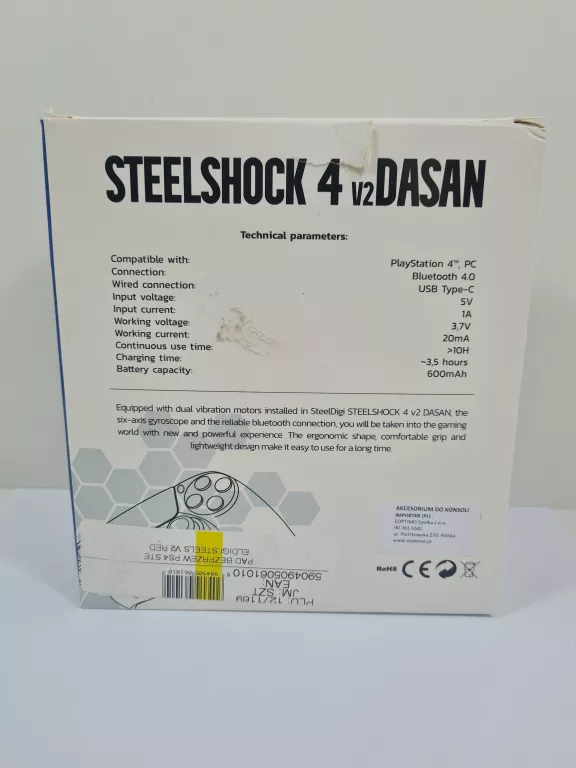 STEELSHOCK 4 V2 DASAN
Technical parameters:
Compatible with: PlayStation 4™, PC
Connection: Bluetooth 4.0
Wired connection: USB Type-C
Input voltage: 5V
Input current: 1A
Working voltage: 3,7V
Working current: 20mA
Continuous use time: >10H
Charging time: ~3,5 hours
Battery capacity: 600mAh
Equipped with dual vibration motors installed in SteelDigi STEELSHOCK 4 v2 DASAN, the
six-axis gyroscope and the reliable bluetooth connection, you will be taken into the gaming
world with new and powerful experience. The ergonomic shape, comfortable grip and
lightweight design make it easy to use for a long time.
AKCESORIUM DO KONSOLI
IMPORTER (PL):
ul. Piotrkowska 270, Polska
RoHS CE
PLU: 12/1169
JM: SZT
EAN:
5904905061010
PAD BEZPRZEW PS4 STE
ELDIGI STEELS V2 RED